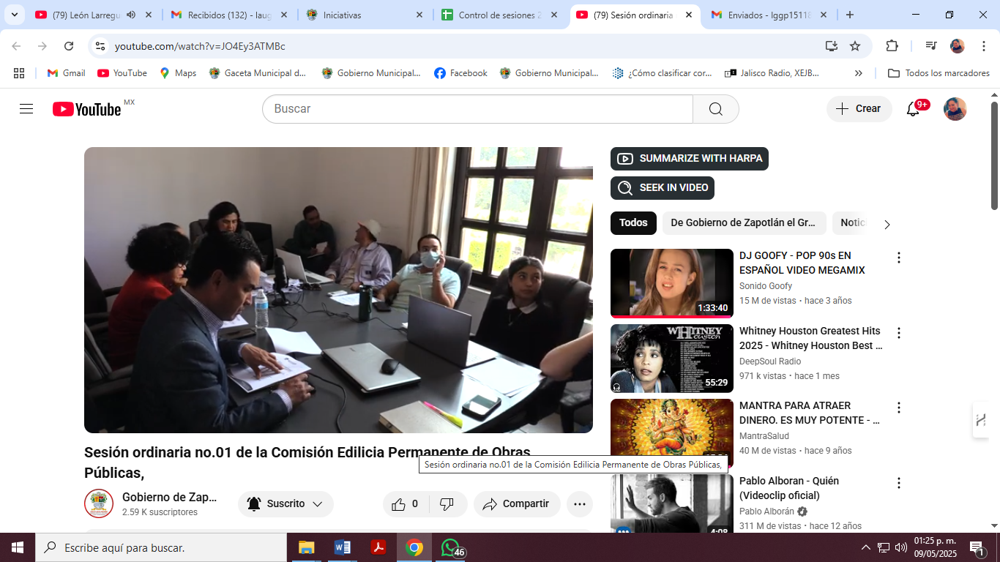 (79) León Larregu
Recibidos (132) - laug
Iniciativas
Control de sesiones 2
(79) Sesión ordinaria
Enviados - lggp15118
youtube.com/watch?v=JO4Ey3ATMBc
Gmail
YouTube
Maps
Gaceta Municipal d...
Gobierno Municipal...
Facebook
Gobierno Municipal...
¿Cómo clasificar cor...
Jalisco Radio, XEJB...
Todos los marcadores
YouTube MX
Buscar
Crear
9+
SUMMARIZE WITH HARPA
SEEK IN VIDEO
Todos
De Gobierno de Zapotlán el Gr...
Notic
DJ GOOFY - POP 90s EN
ESPAÑOL VIDEO MEGAMIX
Sonido Goofy
15 M de vistas • hace 3 años
1:33:40
Whitney Houston Greatest Hits
2025 - Whitney Houston Best ...
DeepSoul Radio
971 k vistas • hace 1 mes
WHITNEY
55:29
MANTRA PARA ATRAER
DINERO. ES MUY POTENTE - ...
MantraSalud
40 M de vistas • hace 9 años
Pablo Alboran - Quién
(Videoclip oficial)
Pablo Alborán
311 M de vistas • hace 12 años
4:08
Sesión ordinaria no.01 de la Comisión Edilicia Permanente de Obras
Públicas,
Sesión ordinaria no.01 de la Comisión Edilicia Permanente de Obras Públicas,
Gobierno de Zap...
2.59 K suscriptores
Suscrito
0
Compartir
Escribe aquí para buscar.
46
01:25 p. m.
09/05/2025
1